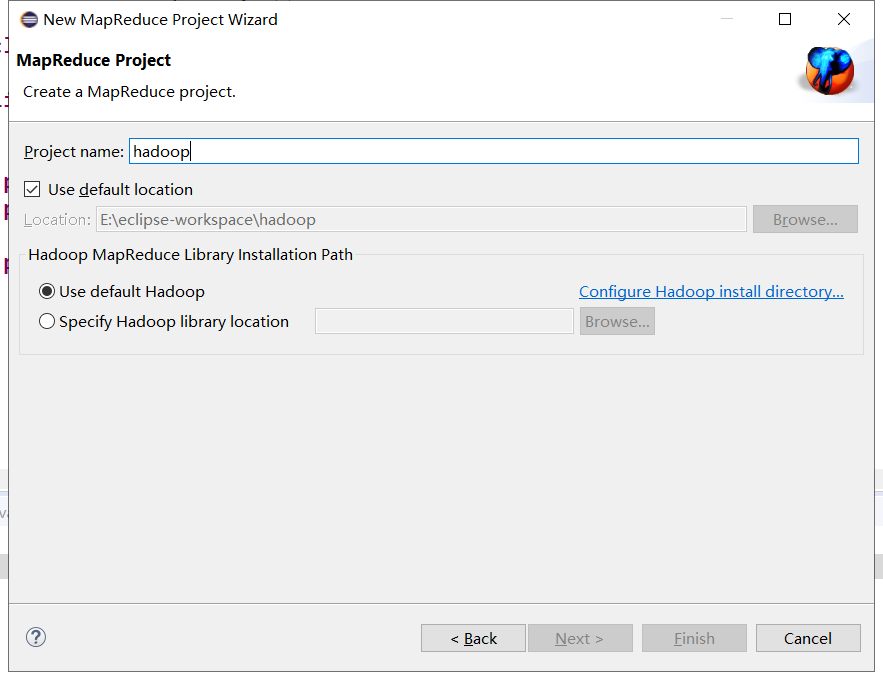 New MapReduce Project Wizard
MapReduce Project
Create a MapReduce project.
Project name: hadoop
Use default location
Location: E:\eclipse-workspace\hadoop Browse...
Hadoop MapReduce Library Installation Path
Use default Hadoop Configure Hadoop install directory...
Specify Hadoop library location Browse...
? < Back Next > Finish Cancel